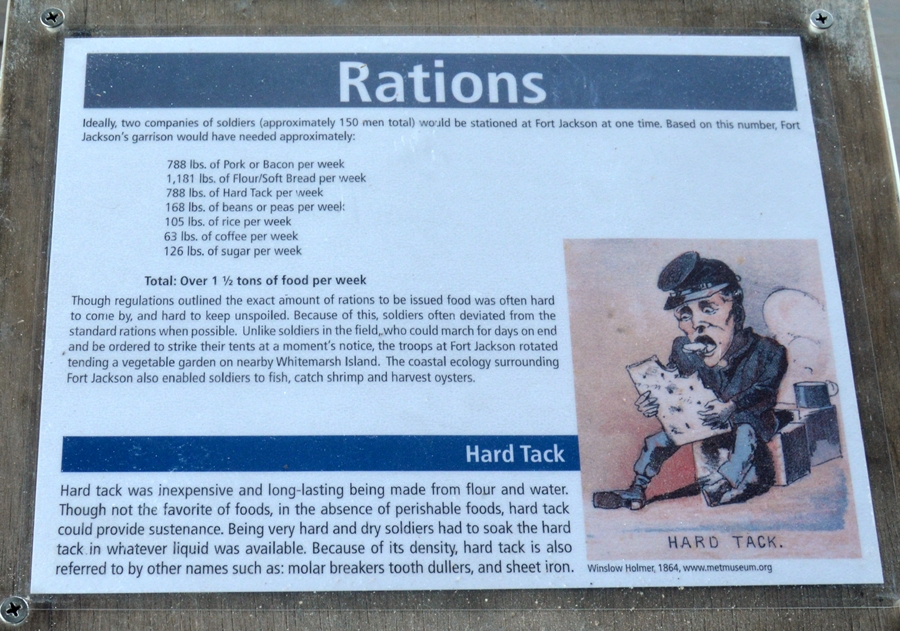 Rations
Ideally, two companies of soldiers (approximately 150 men total) would be stationed at Fort Jackson at one time. Based on this number, Fort
Jackson's garrison would have needed approximately:
788 lbs. of Pork or Bacon per week
1,181 lbs. of Flour/Soft Bread per week
788 lbs. of Hard Tack per week
168 lbs. of beans or peas per week
105 lbs. of rice per week
63 lbs. of coffee per week
126 lbs. of sugar per week
Total: Over 1 ½ tons of food per week
Though regulations outlined the exact amount of rations to be issued food was often hard
to come by, and hard to keep unspoiled. Because of this, soldiers often deviated from the
standard rations when possible. Unlike soldiers in the field, who could march for days on end
and be ordered to strike their tents at a moment's notice, the troops at Fort Jackson rotated
tending a vegetable garden on nearby Whitemarsh Island. The coastal ecology surrounding
Fort Jackson also enabled soldiers to fish, catch shrimp and harvest oysters.
Hard Tack
Hard tack was inexpensive and long-lasting being made from flour and water.
Though not the favorite of foods, in the absence of perishable foods, hard tack
could provide sustenance. Being very hard and dry soldiers had to soak the hard
tack in whatever liquid was available. Because of its density, hard tack is also
referred to by other names such as: molar breakers tooth dullers, and sheet iron.
HARD TACK.
Winslow Holmer, 1864, www.metmuseum.org